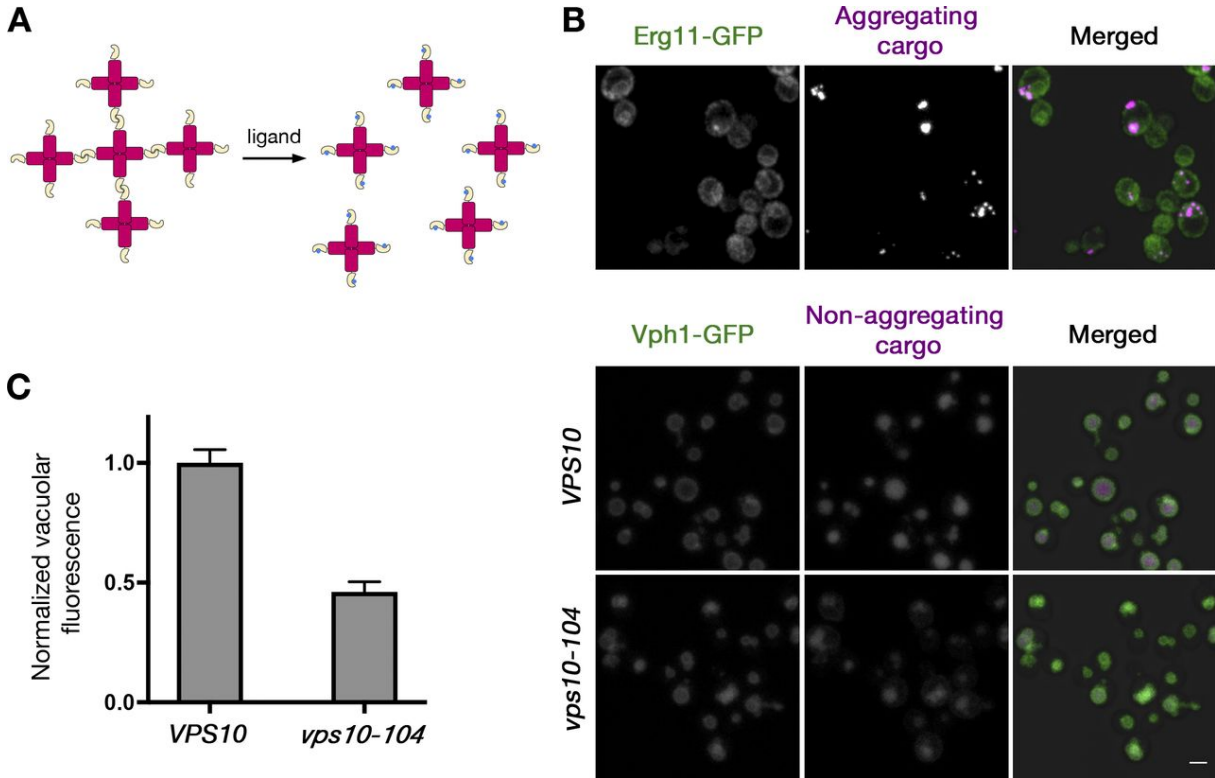 A
ligand
B
Erg11-GFP
Aggregating
cargo
Merged
Vph1-GFP
Non-aggregating
cargo
Merged
VPS10
vps10-104
C
Normalized vacuolar
fluorescence
1.0
0.5
0.0
VPS10
vps10-104